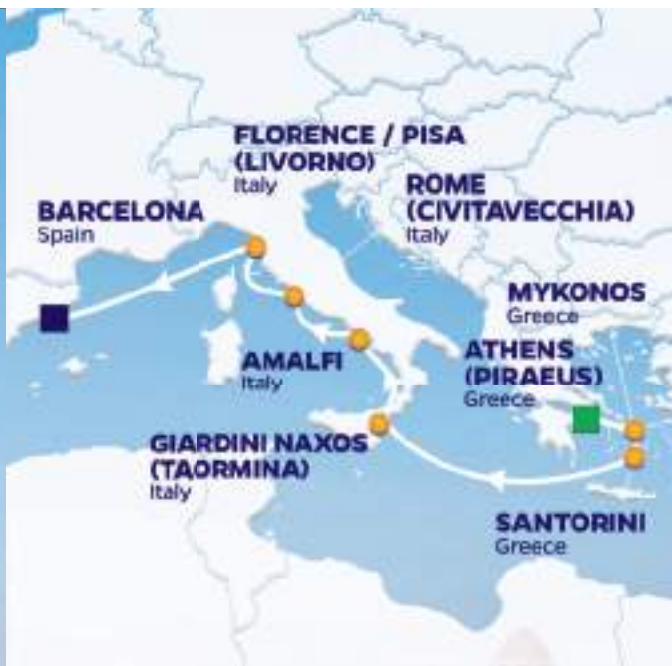 FLORENCE / PISA
(LIVORNO)
Italy
ROME
(CIVITAVECCHIA)
Italy
BARCELONA
Spain
MYKONOS
Greece
ATHENS
(PIRAEUS)
Greece
AMALFI
Italy
GIARDINI NAXOS
(TAORMINA)
Italy
SANTORINI
Greece